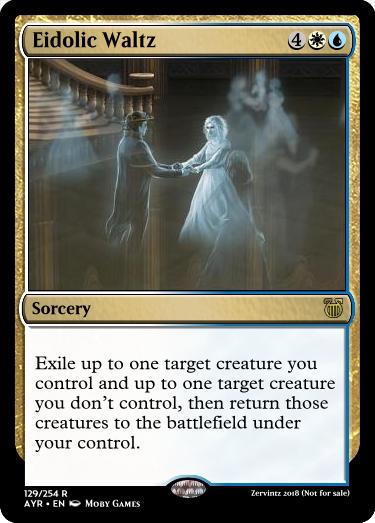 Eidolic Waltz 4
Sorcery
Exile up to one target creature you
control and up to one target creature
you don't control, then return those
creatures to the battlefield under
your control.
129/254 R
AYR • EN Moby Games
Zervintz 2018 (Not for sale)